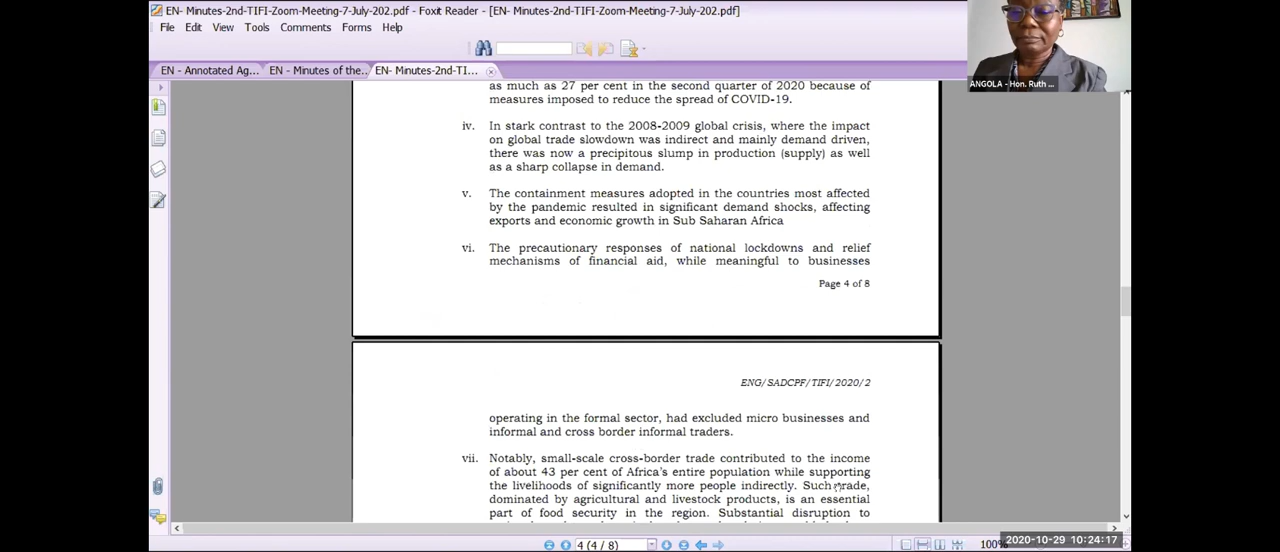 EN- Minutes-2nd-TIFI-Zoom-Meeting-7-July-202.pdf - Foxit Reader - [EN- Minutes-2nd-TIFI-Zoom-Meeting-7-July-202.pdf]
File Edit View Tools Comments Forms Help
EN - Annotated Ag... EN - Minutes of the... EN- Minutes-2nd-TI...
ANGOLA - Hon. Ruth ...
as much as 27 per cent in the second quarter of 2020 because of
measures imposed to reduce the spread of COVID-19.
iv. In stark contrast to the 2008-2009 global crisis, where the impact
on global trade slowdown was indirect and mainly demand driven,
there was now a precipitous slump in production (supply) as well
as a sharp collapse in demand.
v. The containment measures adopted in the countries most affected
by the pandemic resulted in significant demand shocks, affecting
exports and economic growth in Sub Saharan Africa
vi. The precautionary responses of national lockdowns and relief
mechanisms of financial aid, while meaningful to businesses
Page 4 of 8
ENG/SADCPF/TIFI/2020/2
operating in the formal sector, had excluded micro businesses and
informal and cross border informal traders.
vii. Notably, small-scale cross-border trade contributed to the income
of about 43 per cent of Africa's entire population while supporting
the livelihoods of significantly more people indirectly. Such trade,
dominated by agricultural and livestock products, is an essential
part of food security in the region. Substantial disruption to
4 (4 / 8) 100%
2020-10-29 10:24:17